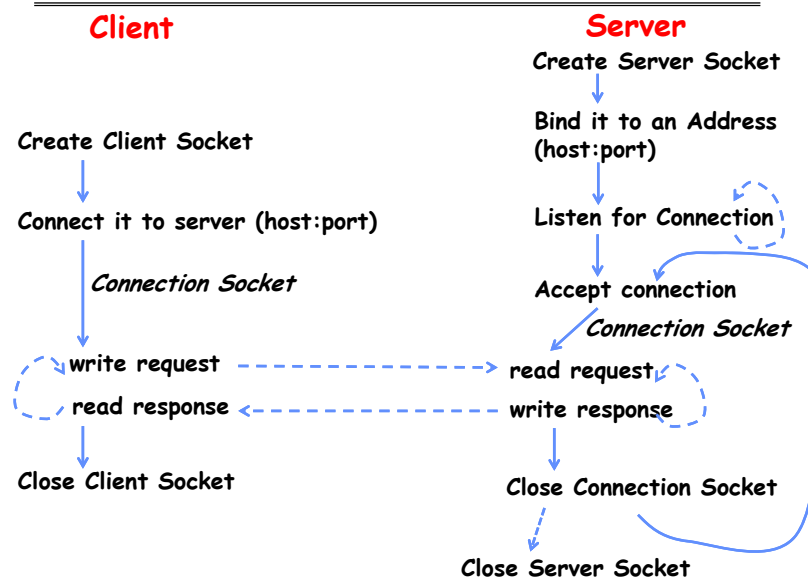 Client
Create Client Socket
Connect it to server (host:port)
Connection Socket
write request
read response
Close Client Socket
Server
Create Server Socket
Bind it to an Address
(host:port)
Listen for Connection
Accept connection
Connection Socket
read request
write response
Close Connection Socket
Close Server Socket